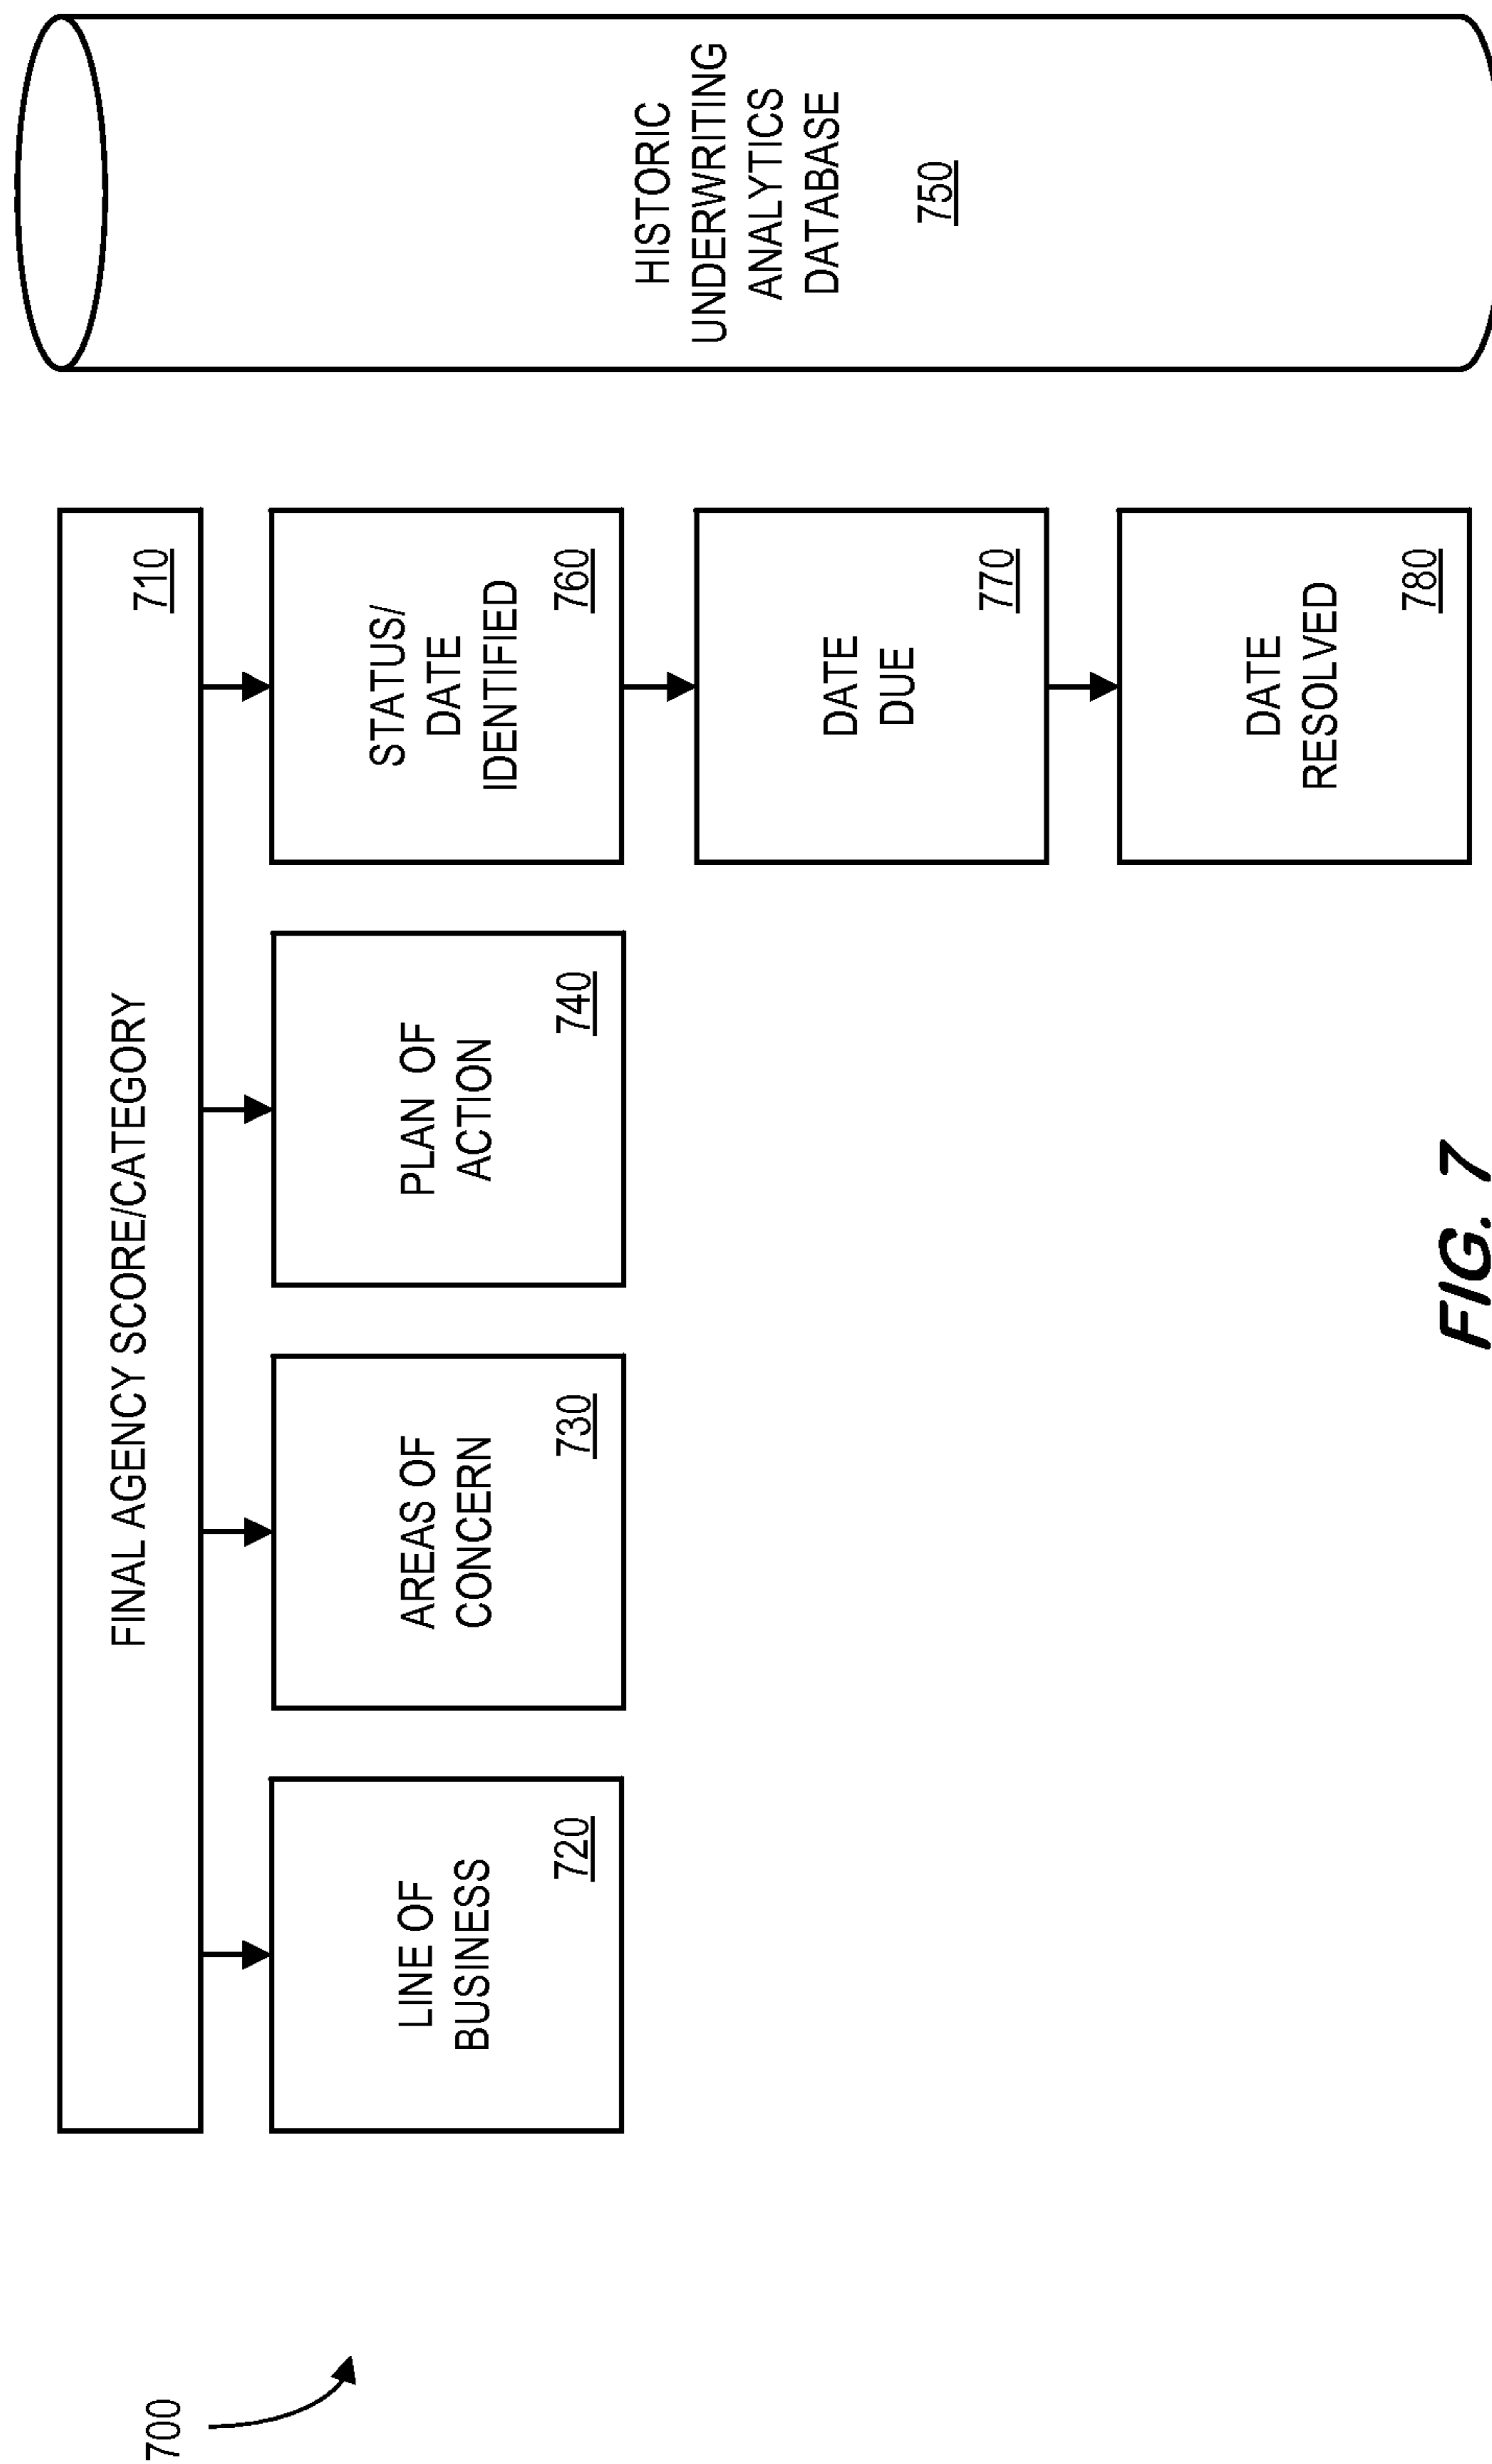 700
FINAL AGENCY SCORE/CATEGORY
710
LINE OF
BUSINESS
720
AREAS OF
CONCERN
730
PLAN OF
ACTION
740
STATUS/
DATE
IDENTIFIED
760
DATE
DUE
770
DATE
RESOLVED
780
HISTORIC
UNDERWRITING
ANALYTICS
DATABASE
750
FIG. 7